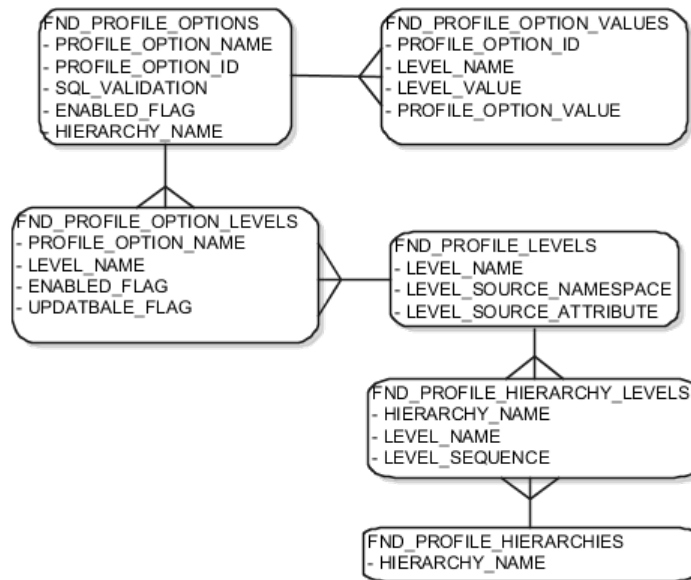 FND_PROFILE_OPTIONS
- PROFILE_OPTION_NAME
- PROFILE_OPTION_ID
- SQL_VALIDATION
- ENABLED_FLAG
- HIERARCHY_NAME
FND_PROFILE_OPTION_VALUES
- PROFILE_OPTION_ID
- LEVEL_NAME
- LEVEL_VALUE
- PROFILE_OPTION_VALUE
FND_PROFILE_OPTION_LEVELS
- PROFILE_OPTION_NAME
- LEVEL_NAME
- ENABLED_FLAG
- UPDATBALE_FLAG
FND_PROFILE_LEVELS
- LEVEL_NAME
- LEVEL_SOURCE_NAMESPACE
- LEVEL_SOURCE_ATTRIBUTE
FND_PROFILE_HIERARCHY_LEVELS
- HIERARCHY_NAME
- LEVEL_NAME
- LEVEL_SEQUENCE
FND_PROFILE_HIERARCHIES
- HIERARCHY_NAME